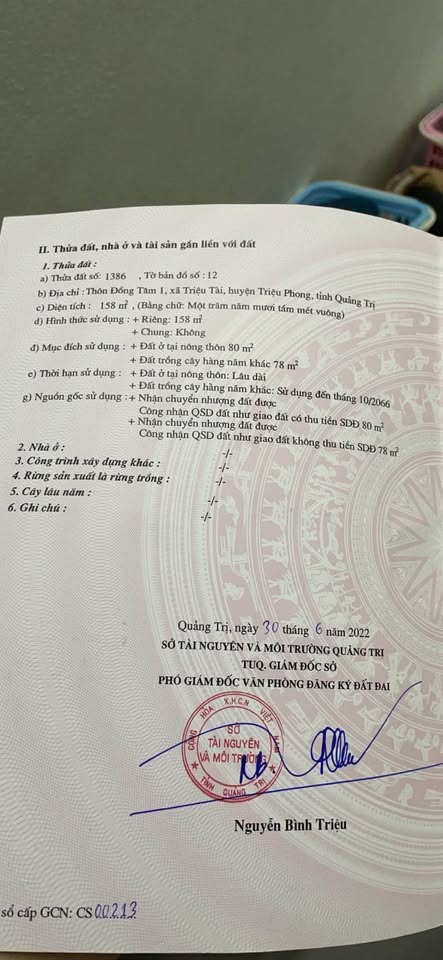 II. Thửa đất, nhà ở và tài sản gắn liền với đất
1. Thửa đất :
a) Thửa đất số: 1386 , Tờ bản đồ số : 12
b) Địa chỉ : Thôn Đồng Tâm 1, xã Triệu Tài, huyện Triệu Phong, tỉnh Quảng Trị
c) Diện tích : 158 m² , (Bằng chữ: Một trăm năm mươi tám mét vuông)
d) Hình thức sử dụng : + Riêng: 158 m²
+ Chung: Không
đ) Mục đích sử dụng : + Đất ở tại nông thôn 80 m²
+ Đất trồng cây hàng năm khác 78 m²
e) Thời hạn sử dụng : + Đất ở tại nông thôn: Lâu dài
+ Đất trồng cây hàng năm khác: Sử dụng đến tháng 10/2066
g) Nguồn gốc sử dụng : + Nhận chuyển nhượng đất được
Công nhận QSD đất như giao đất có thu tiền SDĐ 80 m²
+ Nhận chuyển nhượng đất được
Công nhận QSD đất như giao đất không thu tiền SDĐ 78 m²
2. Nhà ở : -/-
3. Công trình xây dựng khác : -/-
4. Rừng sản xuất là rừng trồng : -/-
5. Cây lâu năm : -/-
6. Ghi chú : -/-
Quảng Trị, ngày 30 tháng 6 năm 2022
SỞ TÀI NGUYÊN VÀ MÔI TRƯỜNG QUẢNG TRỊ
TUQ. GIÁM ĐỐC SỞ
PHÓ GIÁM ĐỐC VĂN PHÒNG ĐĂNG KÝ ĐẤT ĐAI
CỘNG HÒA X.H.C.N VIỆT NAM
SỞ
TÀI NGUYÊN
VÀ MÔI TRƯỜNG
TỈNH QUẢNG TRỊ
Nguyễn Bình Triệu
sổ cấp GCN: CS 00213